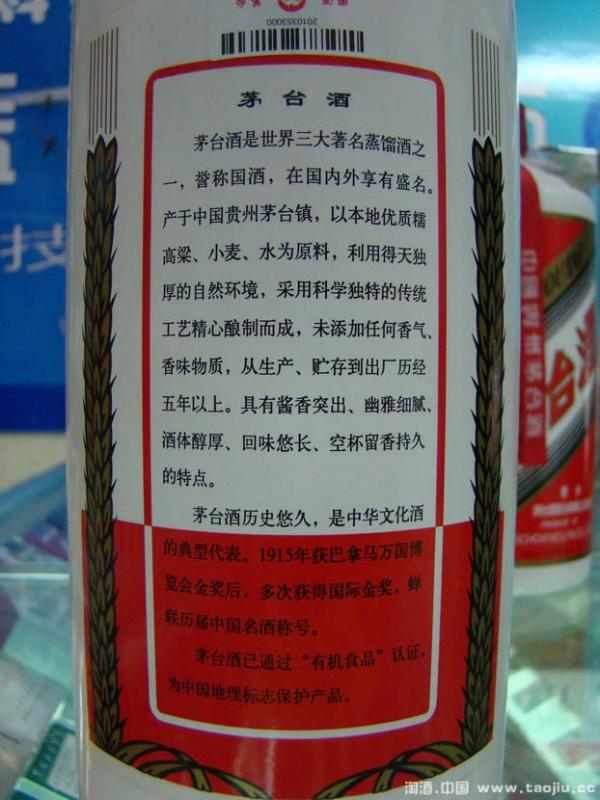 国酒 茅台
2010353000
茅台酒
茅台酒是世界三大著名蒸馏酒之
一，誉称国酒，在国内外享有盛名。
产于中国贵州茅台镇，以本地优质糯
高粱、小麦、水为原料，利用得天独
厚的自然环境，采用科学独特的传统
工艺精心酿制而成，未添加任何香气、
香味物质，从生产、贮存到出厂历经
五年以上。具有酱香突出、幽雅细腻、
酒体醇厚、回味悠长、空杯留香持久
的特点。
茅台酒历史悠久，是中华文化酒
的典型代表。1915年获巴拿马万国博
览会金奖后，多次获得国际金奖，蝉
联历届中国名酒称号。
茅台酒已通过“有机食品”认证，
为中国地理标志保护产品。
技
台酒
淘酒.中国 www.taojiu.cc